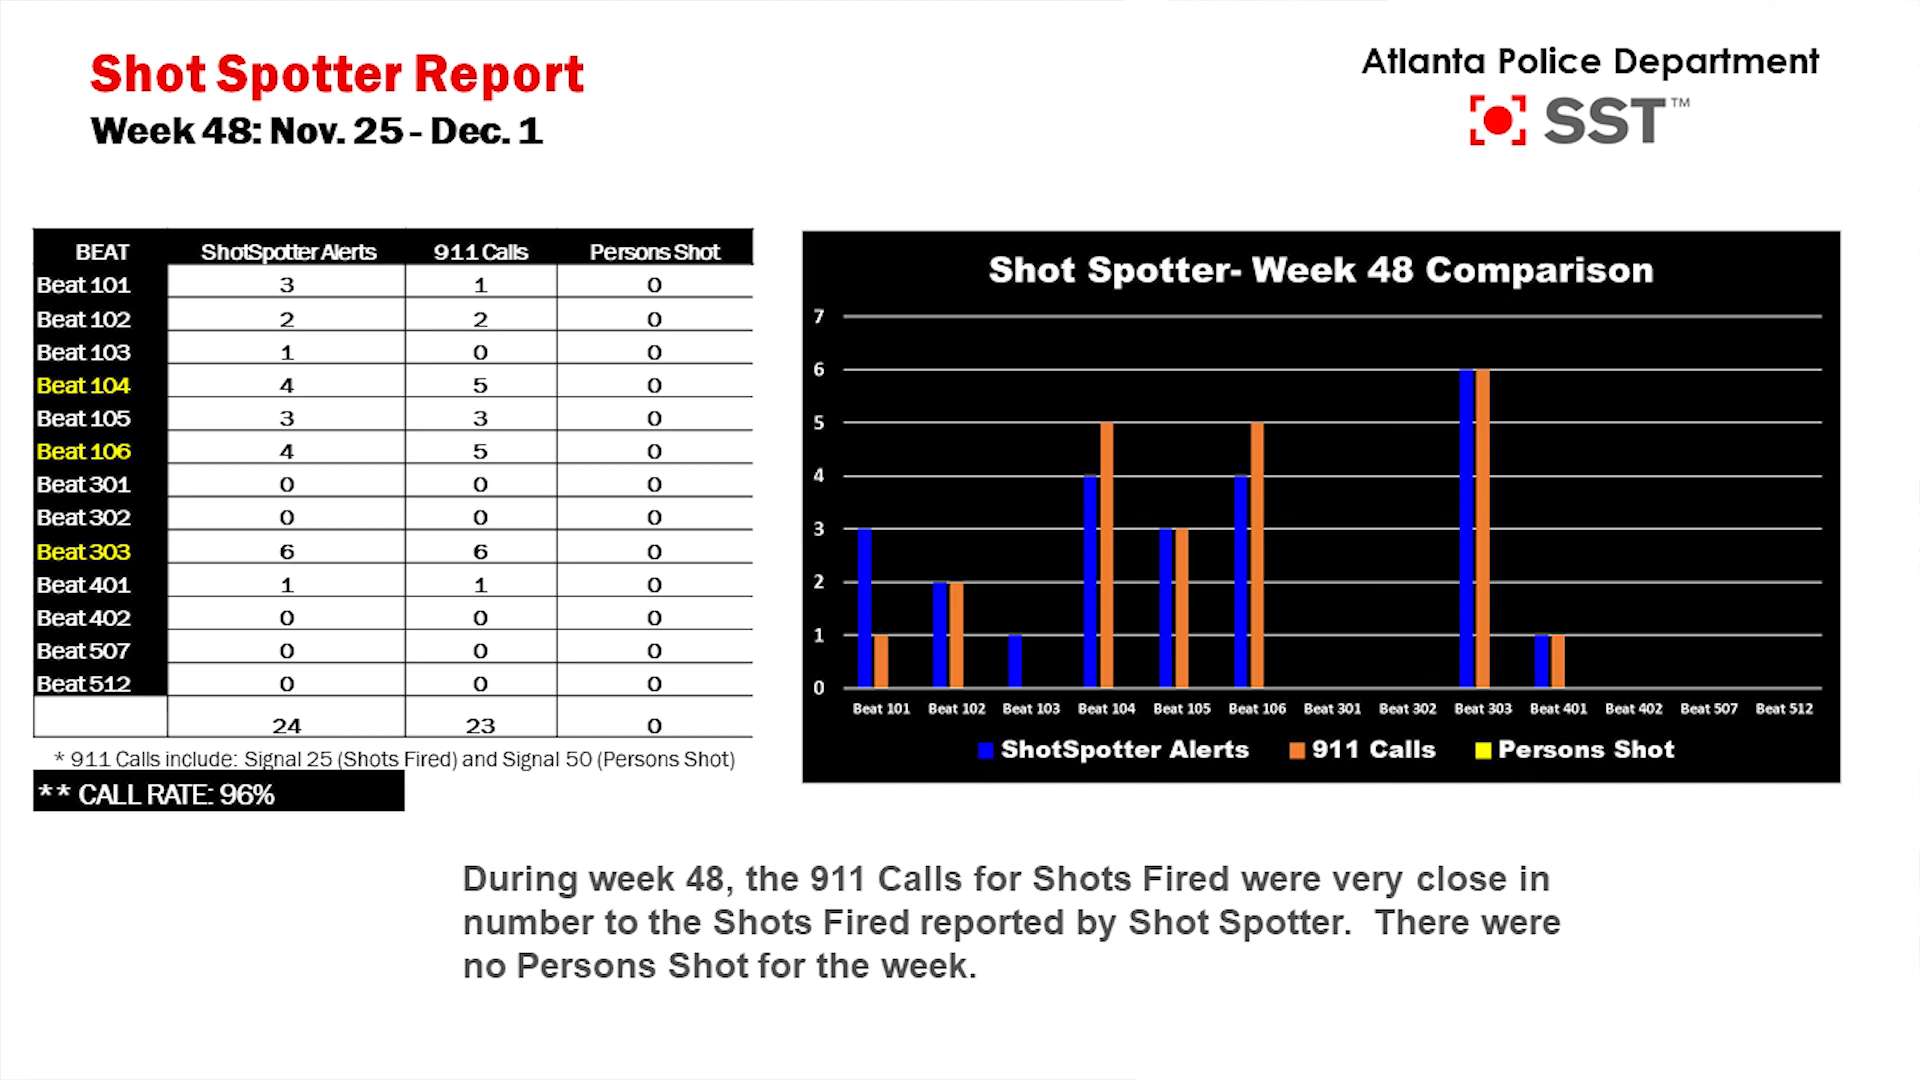 Shot Spotter Report
Week 48: Nov. 25 - Dec. 1
Atlanta Police Department
SST™
BEAT ShotSpotter Alerts 911 Calls Persons Shot
Beat 101 3 1 0
Beat 102 2 2 0
Beat 103 1 0 0
Beat 104 4 5 0
Beat 105 3 3 0
Beat 106 4 5 0
Beat 301 0 0 0
Beat 302 0 0 0
Beat 303 6 6 0
Beat 401 1 1 0
Beat 402 0 0 0
Beat 507 0 0 0
Beat 512 0 0 0
24 23 0
* 911 Calls include: Signal 25 (Shots Fired) and Signal 50 (Persons Shot)
** CALL RATE: 96%
Shot Spotter- Week 48 Comparison
7
6
5
4
3
2
1
0
Beat 101 Beat 102 Beat 103 Beat 104 Beat 105 Beat 106 Beat 301 Beat 302 Beat 303 Beat 401 Beat 402 Beat 507 Beat 512
ShotSpotter Alerts 911 Calls Persons Shot
During week 48, the 911 Calls for Shots Fired were very close in
number to the Shots Fired reported by Shot Spotter. There were
no Persons Shot for the week.